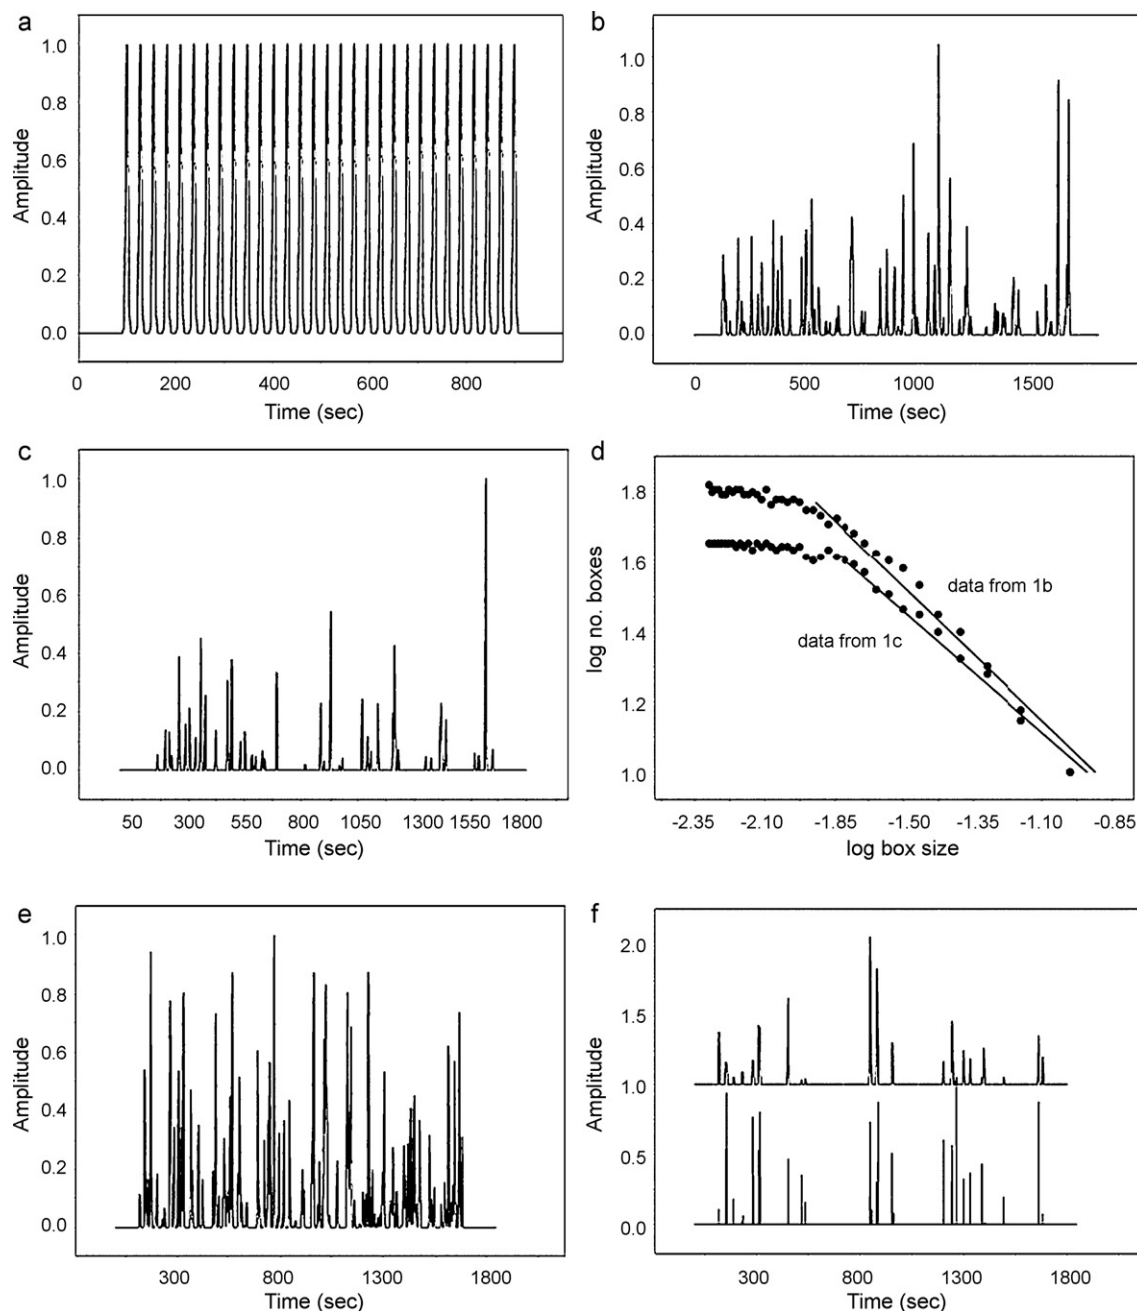 a
1.0
0.8
0.6
0.4
0.2
0.0
Amplitude
0 200 400 600 800
Time (sec)
b
1.0
0.8
0.6
0.4
0.2
0.0
Amplitude
0 500 1000 1500
Time (sec)
c
1.0
0.8
0.6
0.4
0.2
0.0
Amplitude
50 300 550 800 1050 1300 1550 1800
Time (sec)
d
1.8
1.6
1.4
1.2
1.0
log no. boxes
data from 1b
data from 1c
-2.35 -2.10 -1.85 -1.50 -1.35 -1.10 -0.85
log box size
e
1.0
0.8
0.6
0.4
0.2
0.0
Amplitude
300 800 1300 1800
Time (sec)
f
2.0
1.5
1.0
0.5
0.0
Amplitude
300 800 1300 1800
Time (sec)